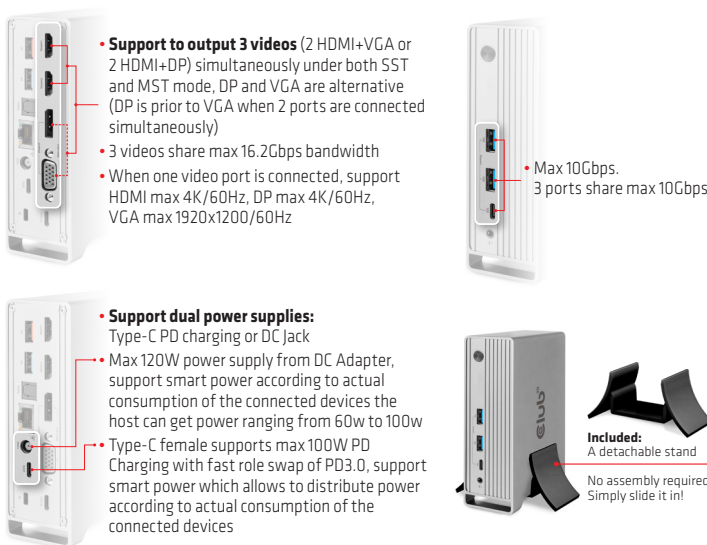 • Support to output 3 videos (2 HDMI+VGA or
2 HDMI+DP) simultaneously under both SST
and MST mode, DP and VGA are alternative
(DP is prior to VGA when 2 ports are connected
simultaneously)
• 3 videos share max 16.2Gbps bandwidth
• When one video port is connected, support
HDMI max 4K/60Hz, DP max 4K/60Hz,
VGA max 1920x1200/60Hz
• Max 10Gbps.
3 ports share max 10Gbps
• Support dual power supplies:
Type-C PD charging or DC Jack
• Max 120W power supply from DC Adapter,
support smart power according to actual
consumption of the connected devices the
host can get power ranging from 60w to 100w
• Type-C female supports max 100W PD
Charging with fast role swap of PD3.0, support
smart power which allows to distribute power
according to actual consumption of the
connected devices
club
Included:
A detachable stand
No assembly required
Simply slide it in!